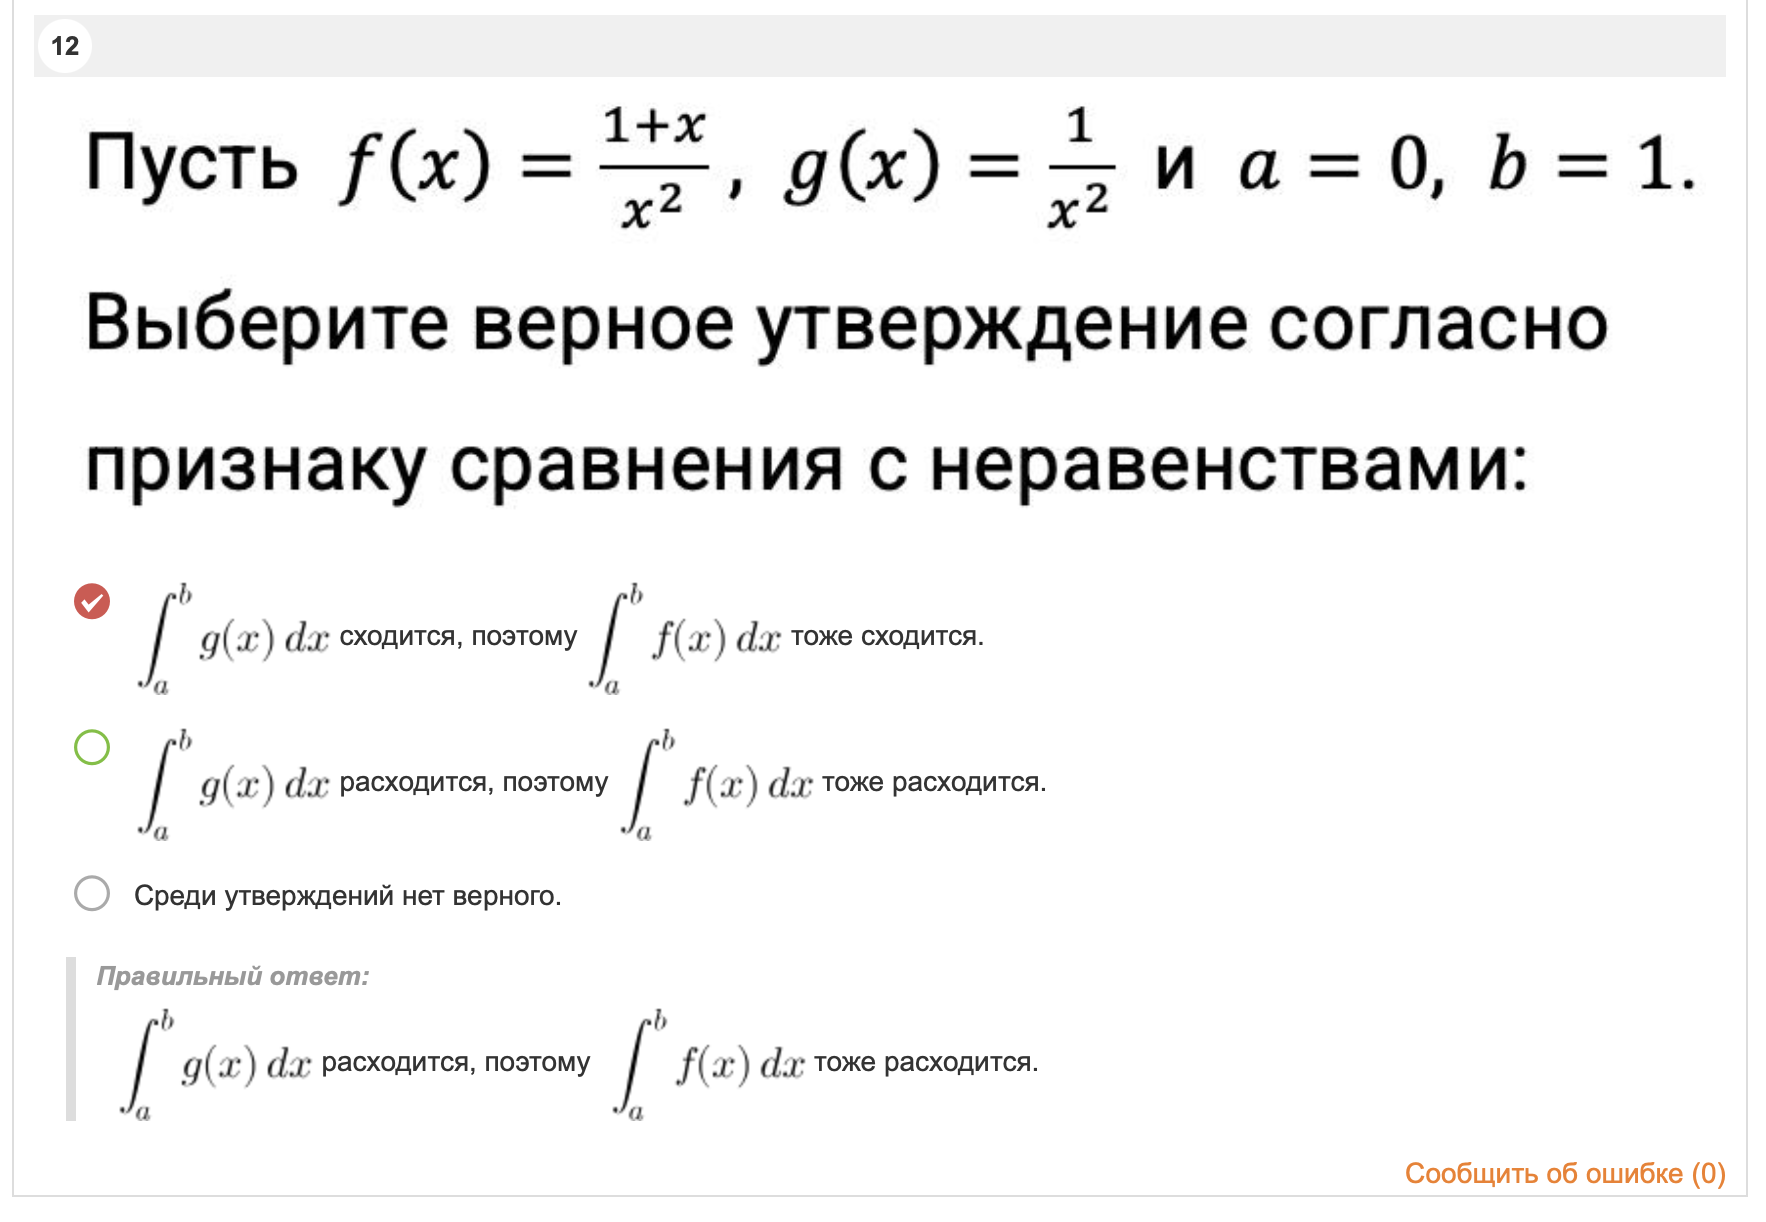 12
Пусть f(x) = \frac{1+x}{x^2}, g(x) = \frac{1}{x^2} и a = 0, b = 1.
Выберите верное утверждение согласно
признаку сравнения с неравенствами:
\int_a^b g(x) dx сходится, поэтому \int_a^b f(x) dx тоже сходится.
\int_a^b g(x) dx расходится, поэтому \int_a^b f(x) dx тоже расходится.
Среди утверждений нет верного.
Правильный ответ:
\int_a^b g(x) dx расходится, поэтому \int_a^b f(x) dx тоже расходится.
Сообщить об ошибке (0)